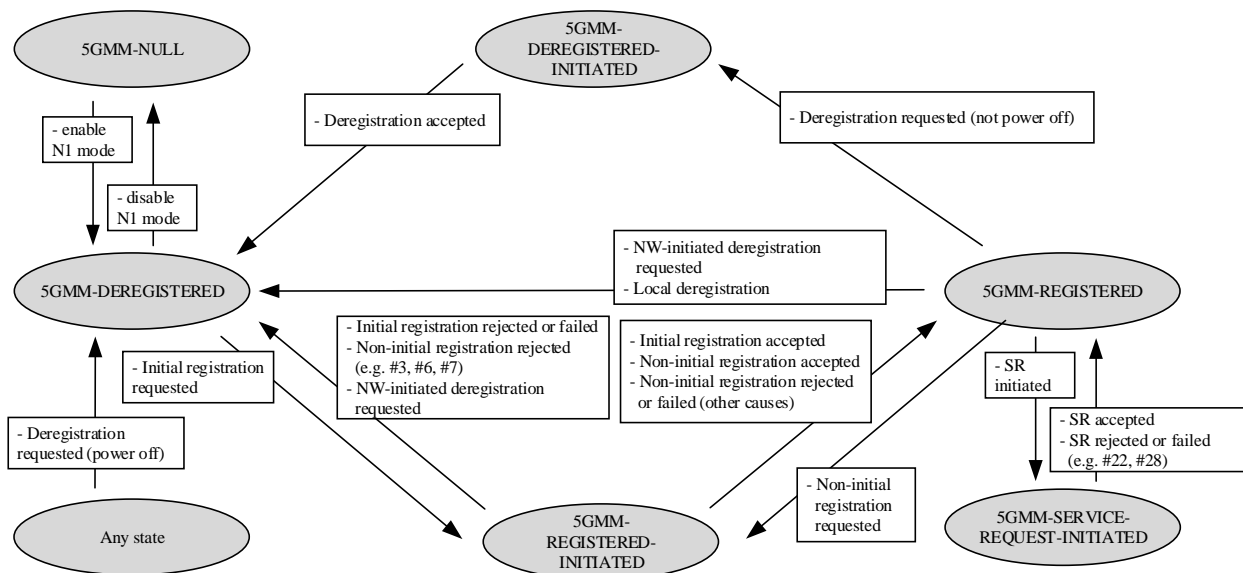 5GMM-NULL
5GMM-
DEREGISTERED-
INITIATED
- enable
N1 mode
- disable
N1 mode
- Deregistration accepted
- Deregistration requested (not power off)
- NW-initiated deregistration
requested
- Local deregistration
5GMM-DEREGISTERED
5GMM-REGISTERED
- Initial registration
requested
- Initial registration rejected or failed
- Non-initial registration rejected
(e.g. #3, #6, #7)
- NW-initiated deregistration
requested
- Initial registration accepted
- Non-initial registration accepted
- Non-initial registration rejected
or failed (other causes)
- SR
initiated
- Deregistration
requested (power off)
- SR accepted
- SR rejected or failed
(e.g. #22, #28)
- Non-initial
registration
requested
Any state
5GMM-
REGISTERED-
INITIATED
5GMM-SERVICE-
REQUEST-INITIATED